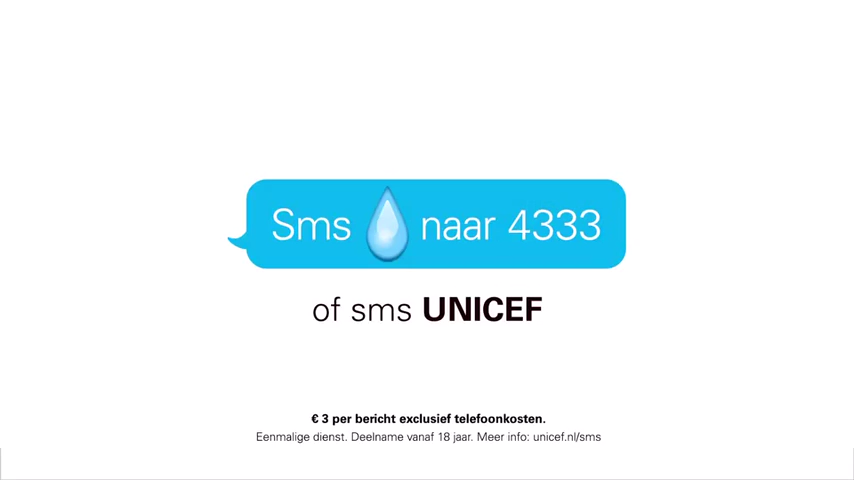 Sms 💧 naar 4333
of sms UNICEF
€ 3 per bericht exclusief telefoonkosten.
Eenmalige dienst. Deelname vanaf 18 jaar. Meer info: unicef.nl/sms